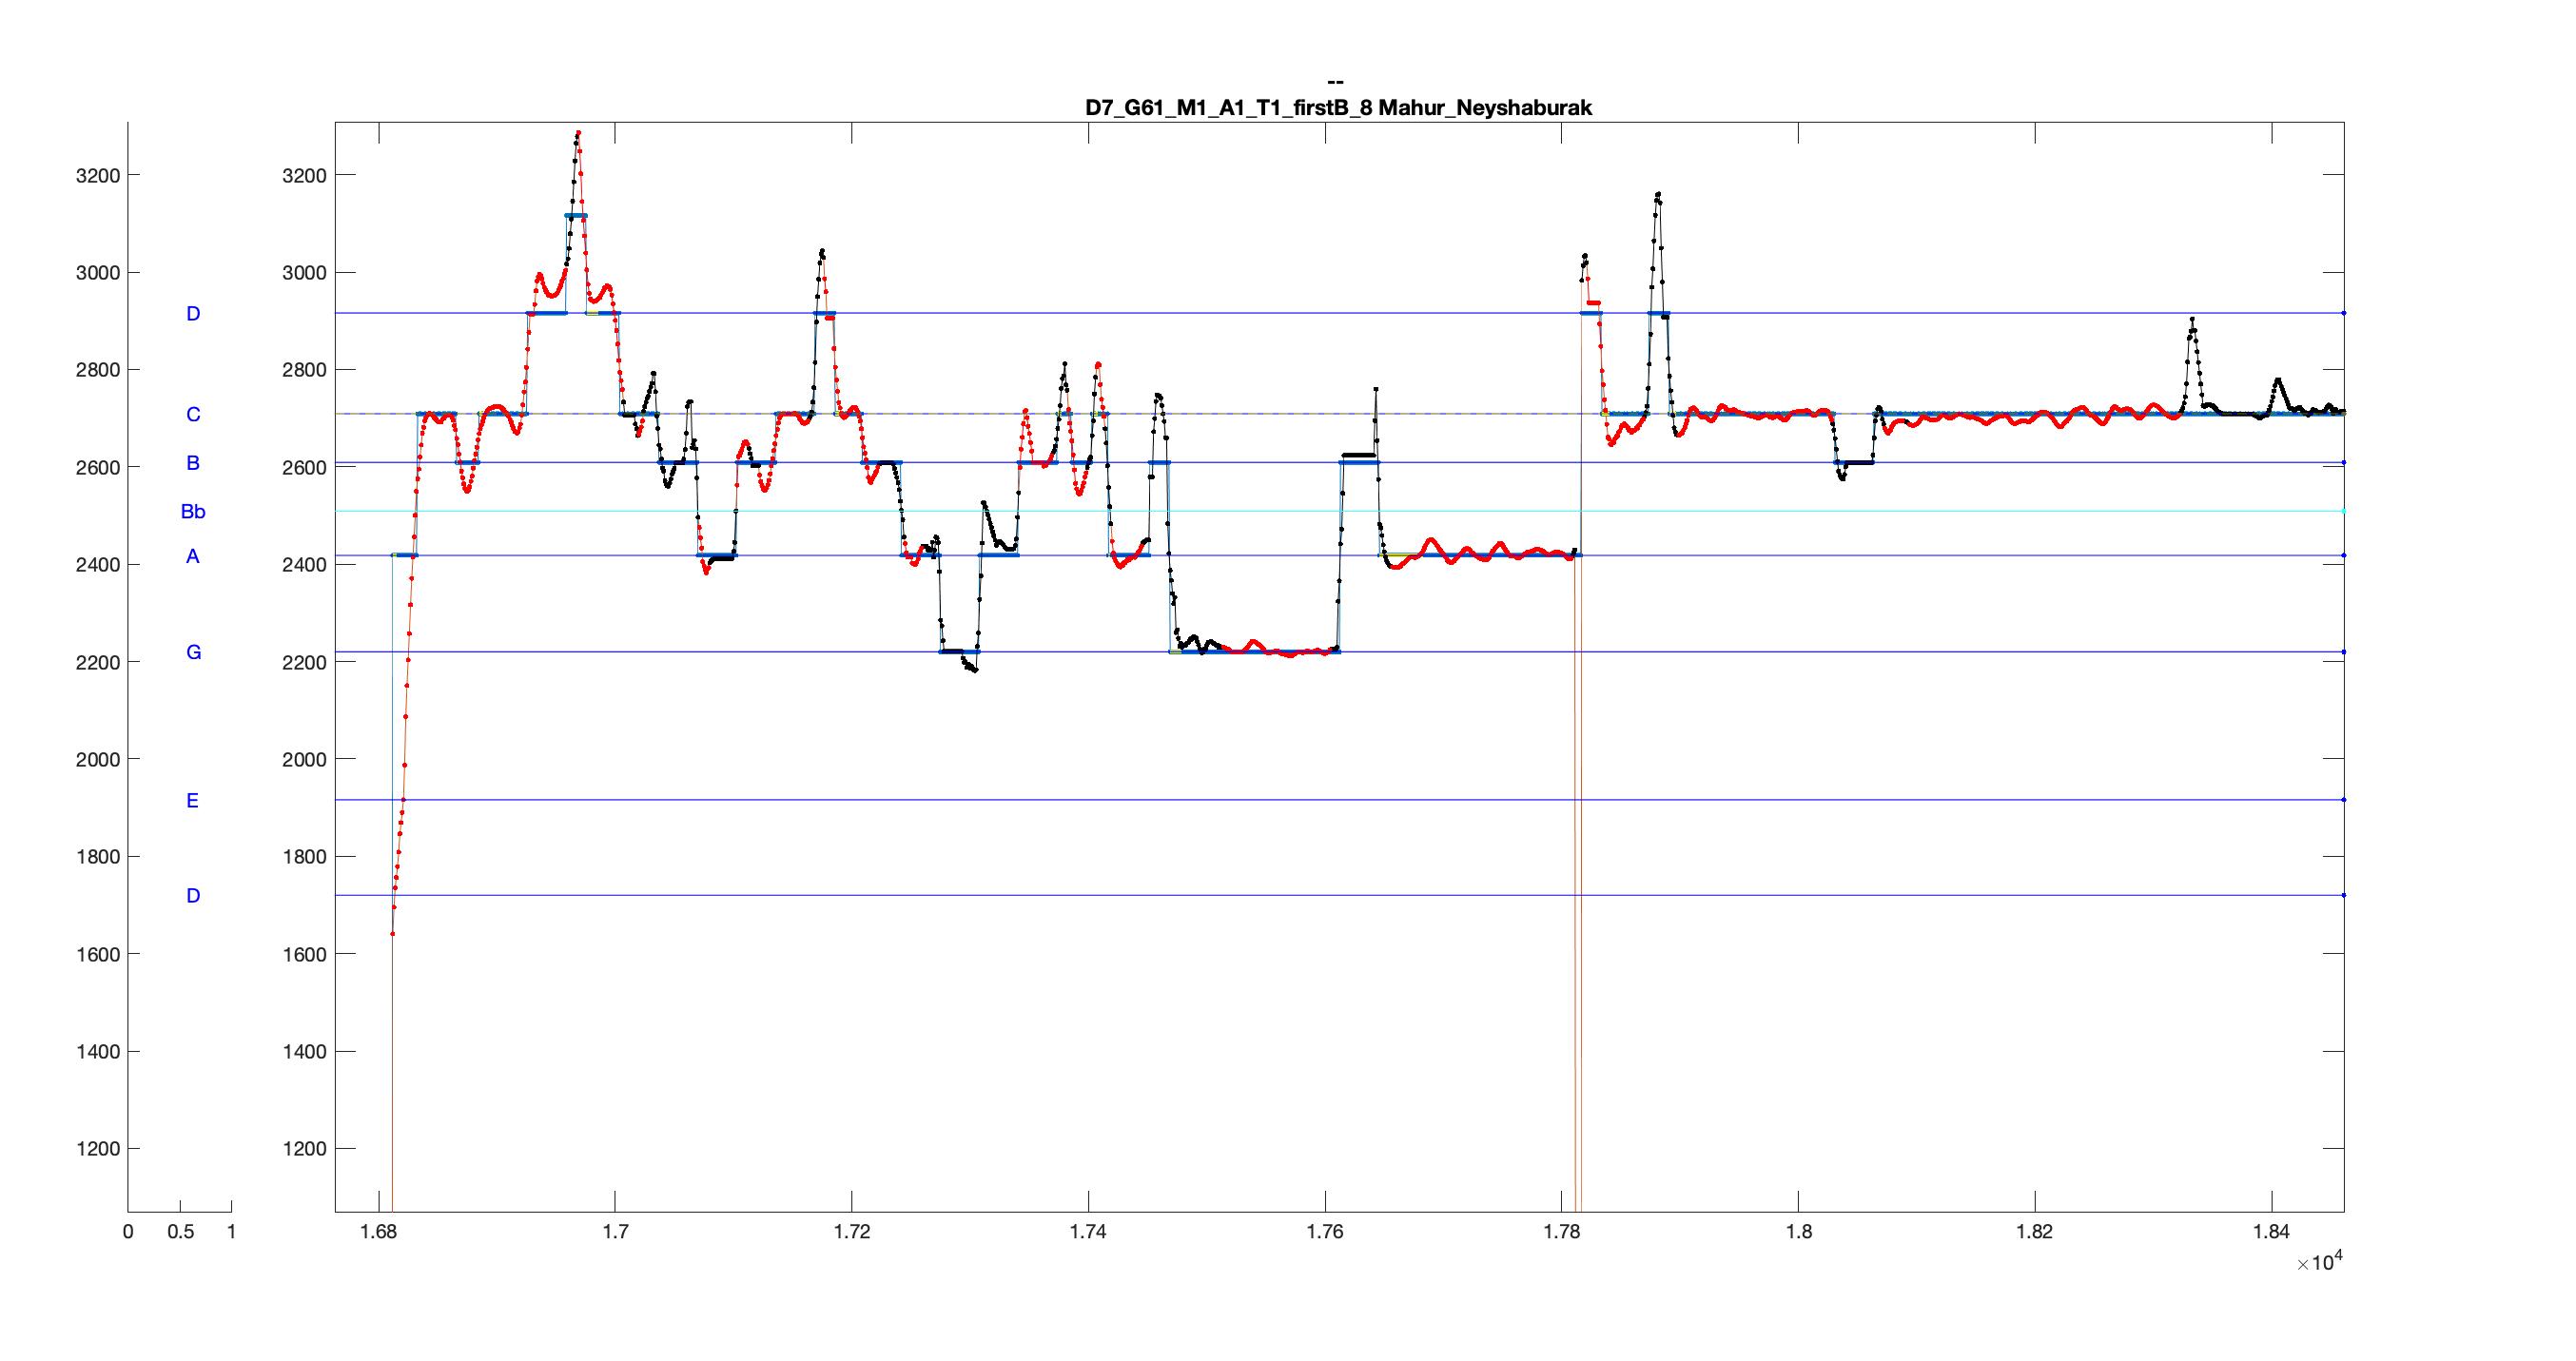 --
D7_G61_M1_A1_T1_firstB_8 Mahur_Neyshaburak
3200 3200
3000 3000
D
2800 2800
C
2600 B 2600
Bb
2400 A 2400
2200 G 2200
2000 2000
E
1800 1800
D
1600 1600
1400 1400
1200 1200
0 0.5 1 1.68 1.7 1.72 1.74 1.76 1.78 1.8 1.82 1.84
×10⁴